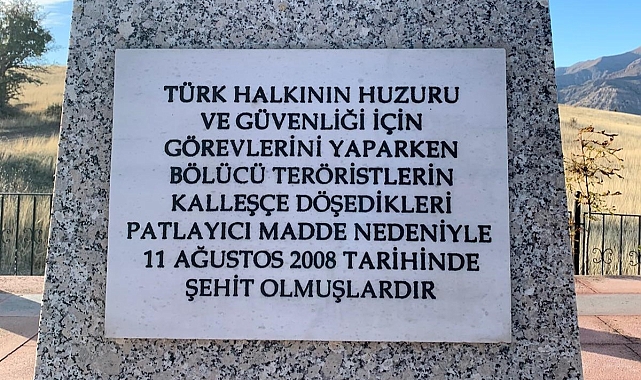 TÜRK HALKININ HUZURU
VE GÜVENLİĞİ İÇİN
GÖREVLERİNİ YAPARKEN
BÖLÜCÜ TERÖRİSTLERİN
KALLEŞÇE DÖŞEDİKLERİ
PATLAYICI MADDE NEDENİYLE
11 AĞUSTOS 2008 TARİHİNDE
ŞEHİT OLMUŞLARDIR